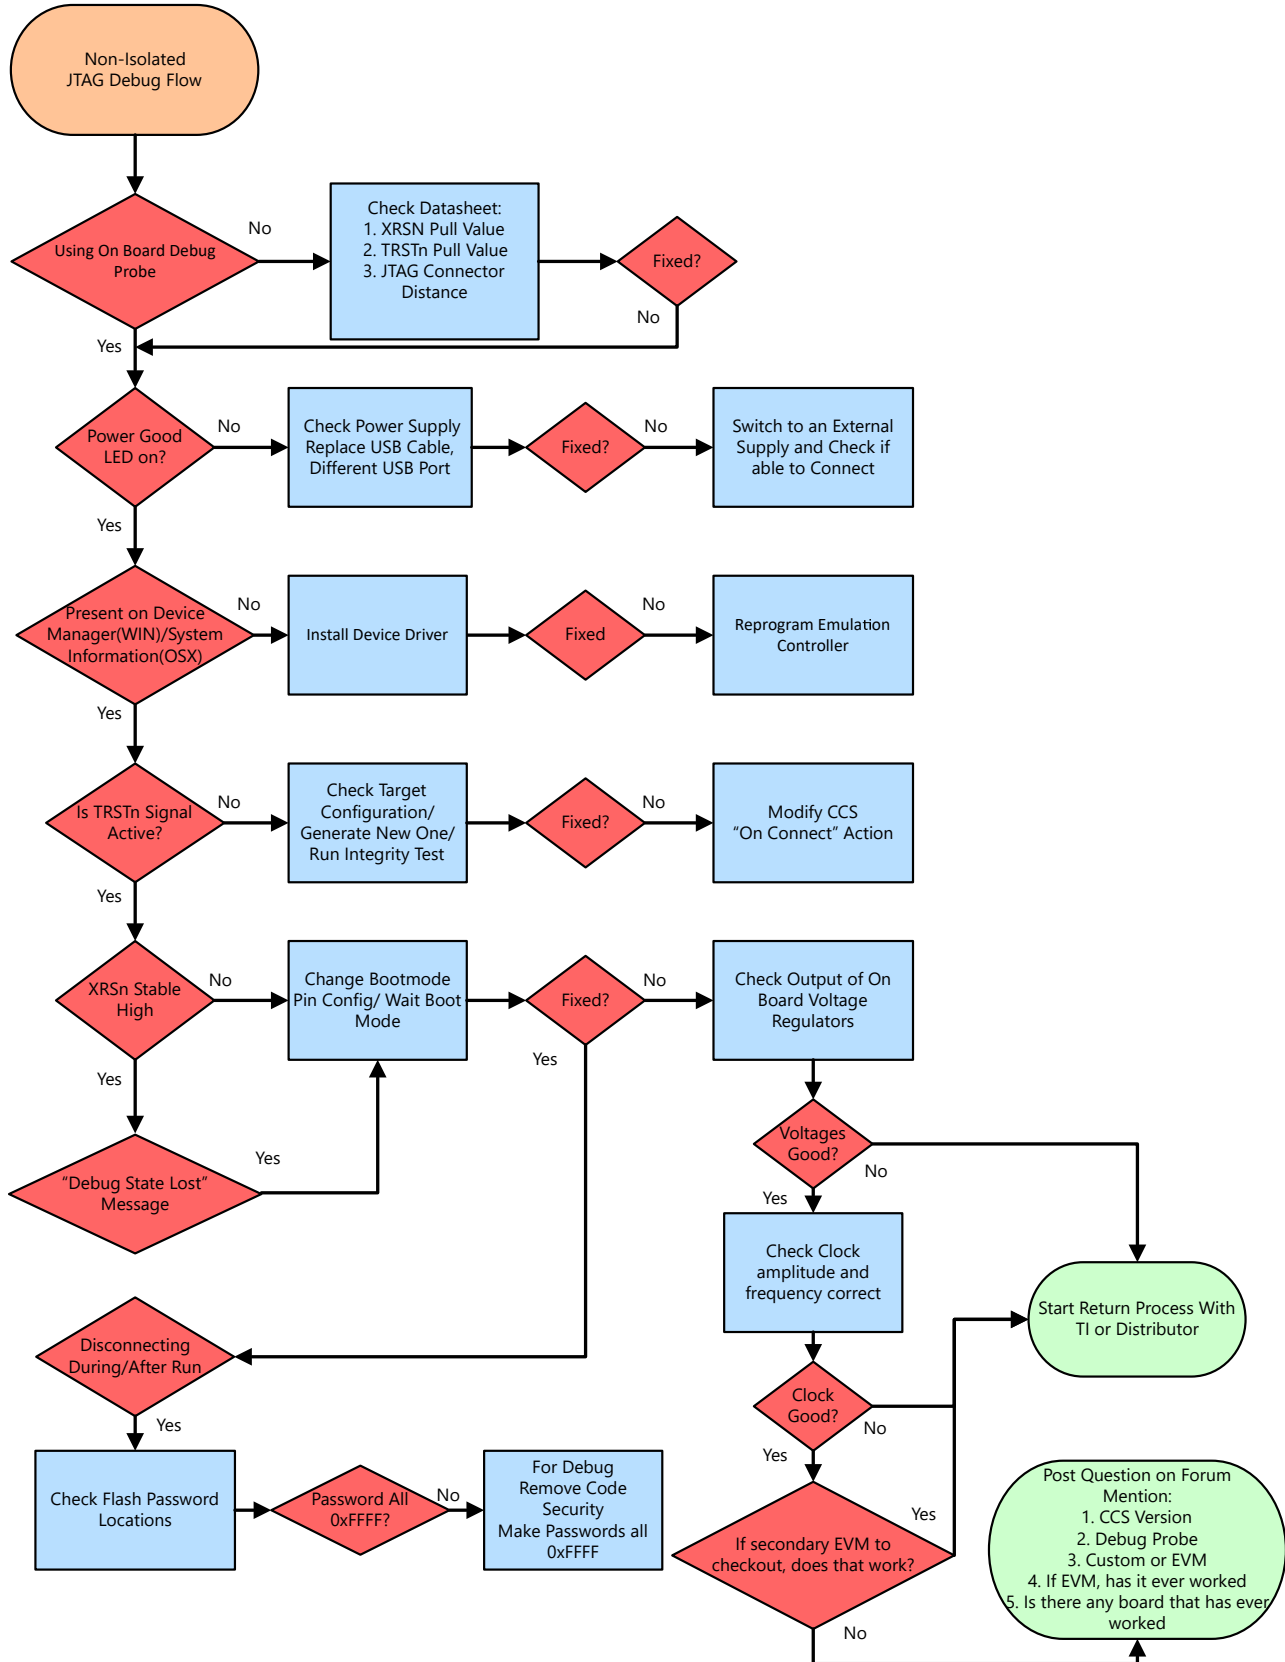 Non-Isolated
JTAG Debug Flow
Using On Board Debug
Probe
No
Check Datasheet:
1. XRSN Pull Value
2. TRSTn Pull Value
3. JTAG Connector
Distance
Fixed?
No
Yes
Power Good
LED on?
No
Check Power Supply
Replace USB Cable,
Different USB Port
Fixed?
No
Switch to an External
Supply and Check if
able to Connect
Yes
Present on Device
Manager(WIN)/System
Information(OSX)
No
Install Device Driver
Fixed
No
Reprogram Emulation
Controller
Yes
Is TRSTn Signal
Active?
No
Check Target
Configuration/
Generate New One/
Run Integrity Test
Fixed?
No
Modify CCS
“On Connect” Action
Yes
XRSn Stable
High
No
Change Bootmode
Pin Config/ Wait Boot
Mode
Fixed?
No
Check Output of On
Board Voltage
Regulators
Yes
Yes
Voltages
Good?
No
Yes
“Debug State Lost”
Message
Yes
Check Clock
amplitude and
frequency correct
Start Return Process With
TI or Distributor
Disconnecting
During/After Run
Clock
Good?
No
Yes
Yes
Check Flash Password
Locations
Password All
0xFFFF?
No
For Debug
Remove Code
Security
Make Passwords all
0xFFFF
If secondary EVM to
checkout, does that work?
Yes
No
Post Question on Forum
Mention:
1. CCS Version
2. Debug Probe
3. Custom or EVM
4. If EVM, has it ever worked
5. Is there any board that has ever
worked